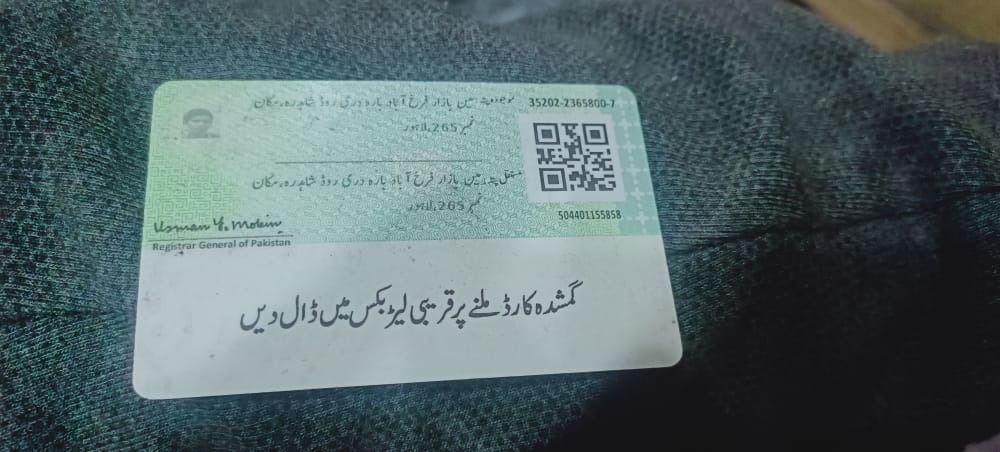 35202-2365800-7
موجودہ پتہ: مین بازار فرخ آباد بارہ دری روڈ شاہدرہ، مکان
نمبر 265، لاہور
مستقل پتہ: مین بازار فرخ آباد بارہ دری روڈ شاہدرہ، مکان
نمبر 265، لاہور
504401155858
Usman Y. Mobin
Registrar General of Pakistan
گمشدہ کارڈ ملنے پر قریبی لیٹر بکس میں ڈال دیں